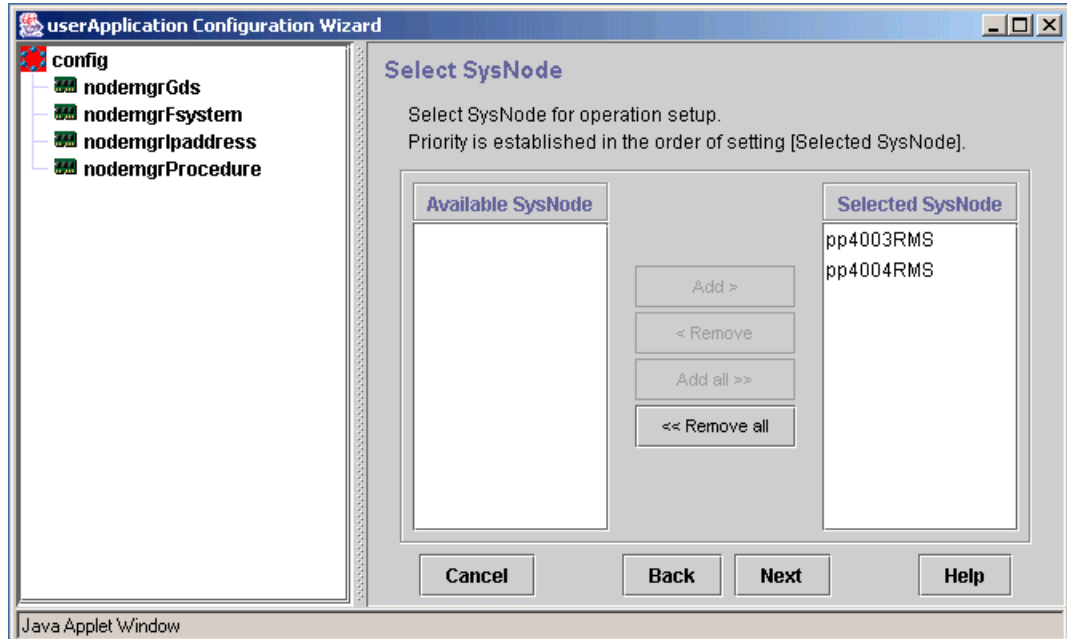 userApplication Configuration Wizard
config
nodemgrGds
nodemgrFsystem
nodemgrIpaddress
nodemgrProcedure
Select SysNode
Select SysNode for operation setup.
Priority is established in the order of setting [Selected SysNode].
Available SysNode
Selected SysNode
pp4003RMS
pp4004RMS
Add >
< Remove
Add all >>
<< Remove all
Cancel
Back
Next
Help
Java Applet Window